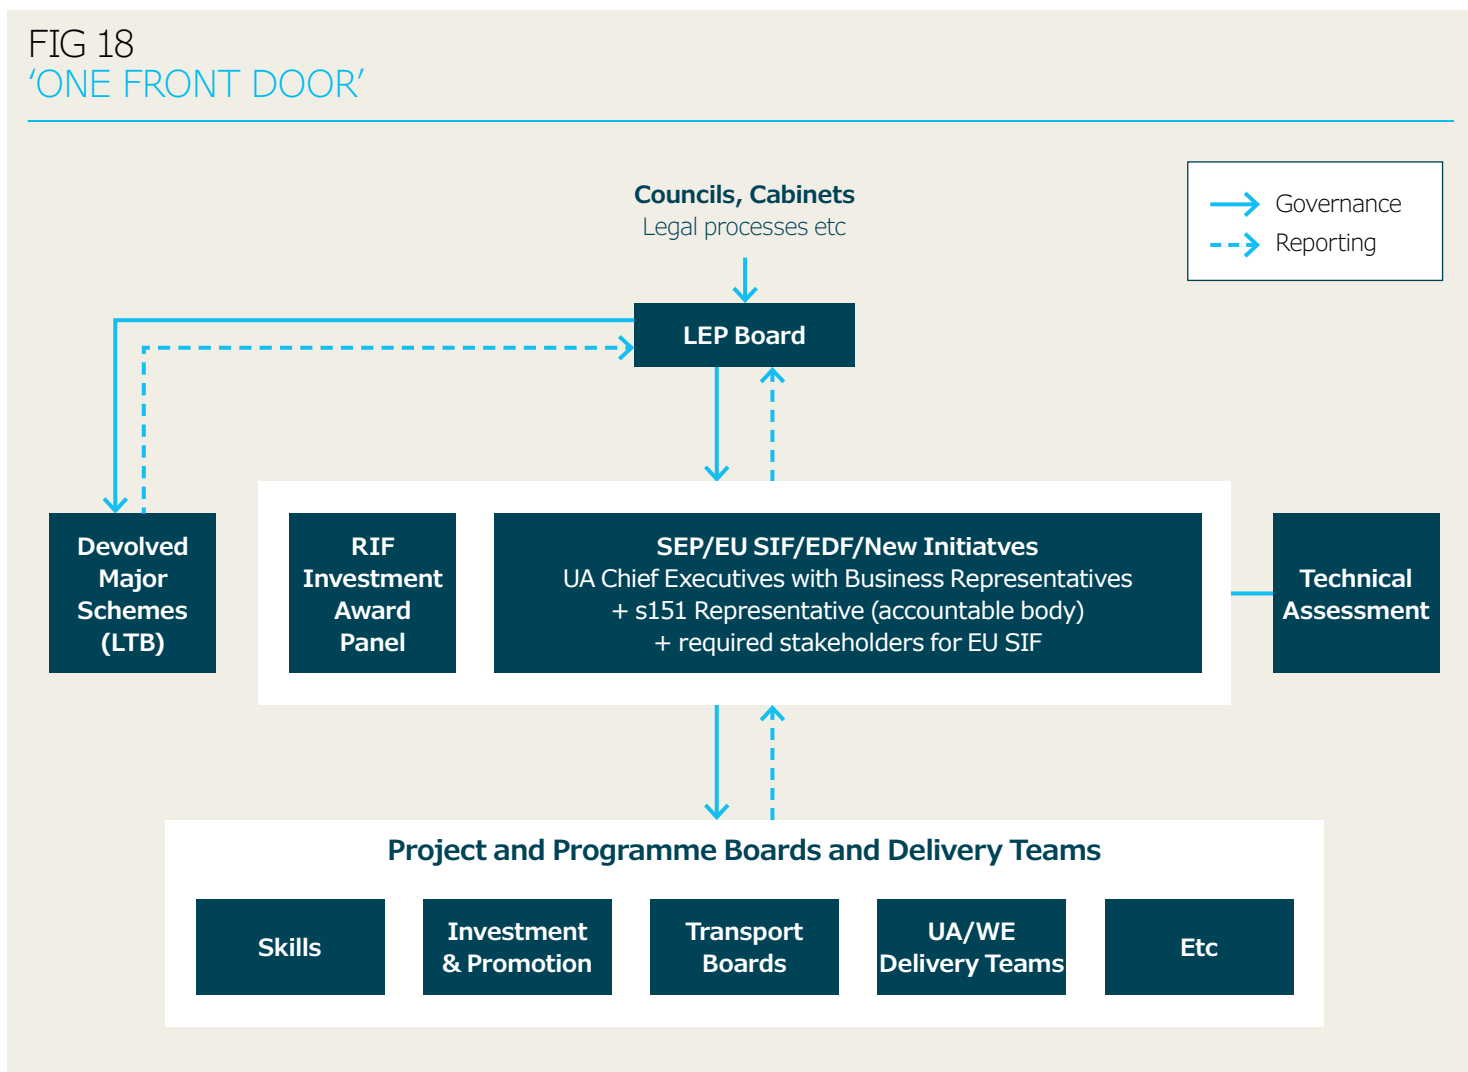 FIG 18
‘ONE FRONT DOOR’
Councils, Cabinets
Legal processes etc
Governance
Reporting
LEP Board
Devolved
Major
Schemes
(LTB)
RIF
Investment
Award
Panel
SEP/EU SIF/EDF/New Initiatves
UA Chief Executives with Business Representatives
+ s151 Representative (accountable body)
+ required stakeholders for EU SIF
Technical
Assessment
Project and Programme Boards and Delivery Teams
Skills
Investment
& Promotion
Transport
Boards
UA/WE
Delivery Teams
Etc